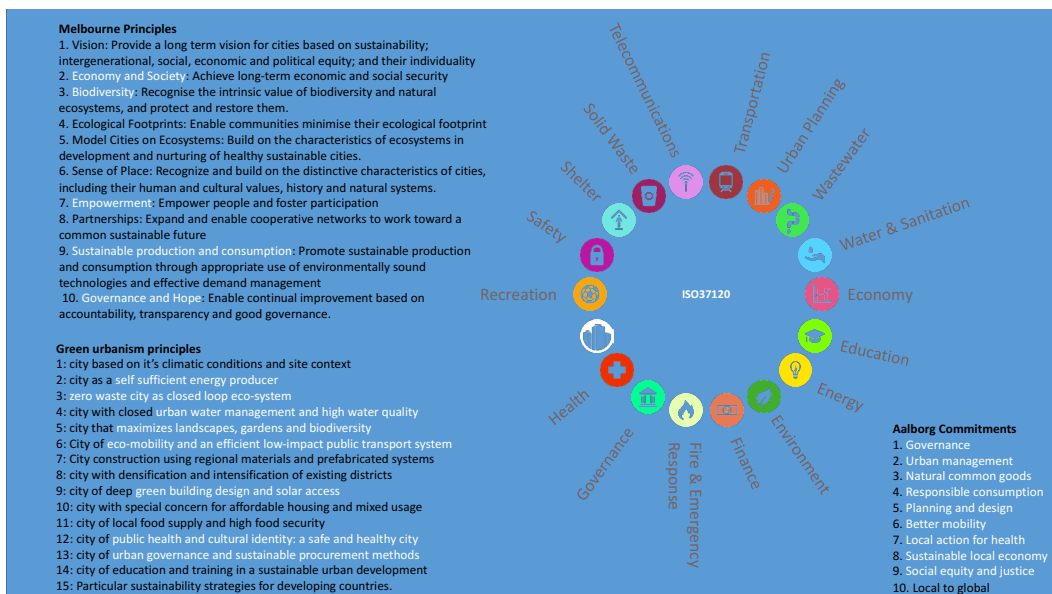 Melbourne Principles
1. Vision: Provide a long term vision for cities based on sustainability;
intergenerational, social, economic and political equity; and their individuality
2. Economy and Society: Achieve long-term economic and social security
3. Biodiversity: Recognise the intrinsic value of biodiversity and natural
ecosystems, and protect and restore them.
4. Ecological Footprints: Enable communities minimise their ecological footprint
5. Model Cities on Ecosystems: Build on the characteristics of ecosystems in
development and nurturing of healthy sustainable cities.
6. Sense of Place: Recognize and build on the distinctive characteristics of cities,
including their human and cultural values, history and natural systems.
7. Empowerment: Empower people and foster participation
8. Partnerships: Expand and enable cooperative networks to work toward a
common sustainable future
9. Sustainable production and consumption: Promote sustainable production
and consumption through appropriate use of environmentally sound
technologies and effective demand management
10. Governance and Hope: Enable continual improvement based on
accountability, transparency and good governance.
Green urbanism principles
1: city based on it's climatic conditions and site context
2: city as a self sufficient energy producer
3: zero waste city as closed loop eco-system
4: city with closed urban water management and high water quality
5: city that maximizes landscapes, gardens and biodiversity
6: City of eco-mobility and an efficient low-impact public transport system
7: City construction using regional materials and prefabricated systems
8: city with densification and intensification of existing districts
9: city of deep green building design and solar access
10: city with special concern for affordable housing and mixed usage
11: city of local food supply and high food security
12: city of public health and cultural identity: a safe and healthy city
13: city of urban governance and sustainable procurement methods
14: city of education and training in a sustainable urban development
15: Particular sustainability strategies for developing countries.
Telecommunications
Transportation
Urban Planning
Wastewater
Water & Sanitation
Economy
Education
Energy
Environment
Finance
Fire & Emergency
Response
Governance
Health
Recreation
Safety
Shelter
Solid Waste
ISO37120
Aalborg Commitments
1. Governance
2. Urban management
3. Natural common goods
4. Responsible consumption
5. Planning and design
6. Better mobility
7. Local action for health
8. Sustainable local economy
9. Social equity and justice
10. Local to global